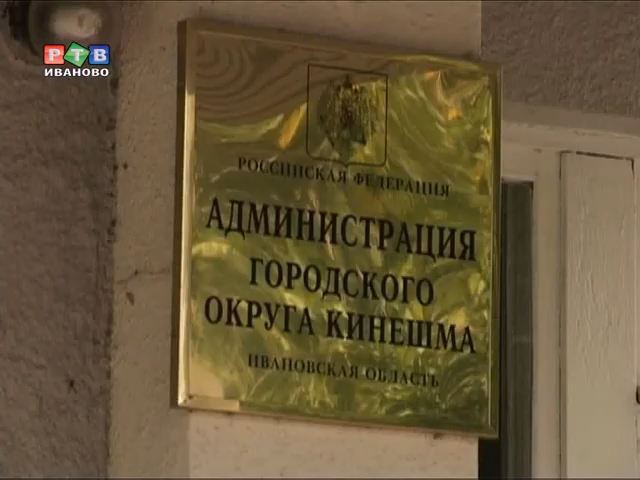 РТВ
ИВАНОВО
РОССИЙСКАЯ ФЕДЕРАЦИЯ
АДМИНИСТРАЦИЯ
ГОРОДСКОГО
ОКРУГА КИНЕШМА
ИВАНОВСКАЯ ОБЛАСТЬ